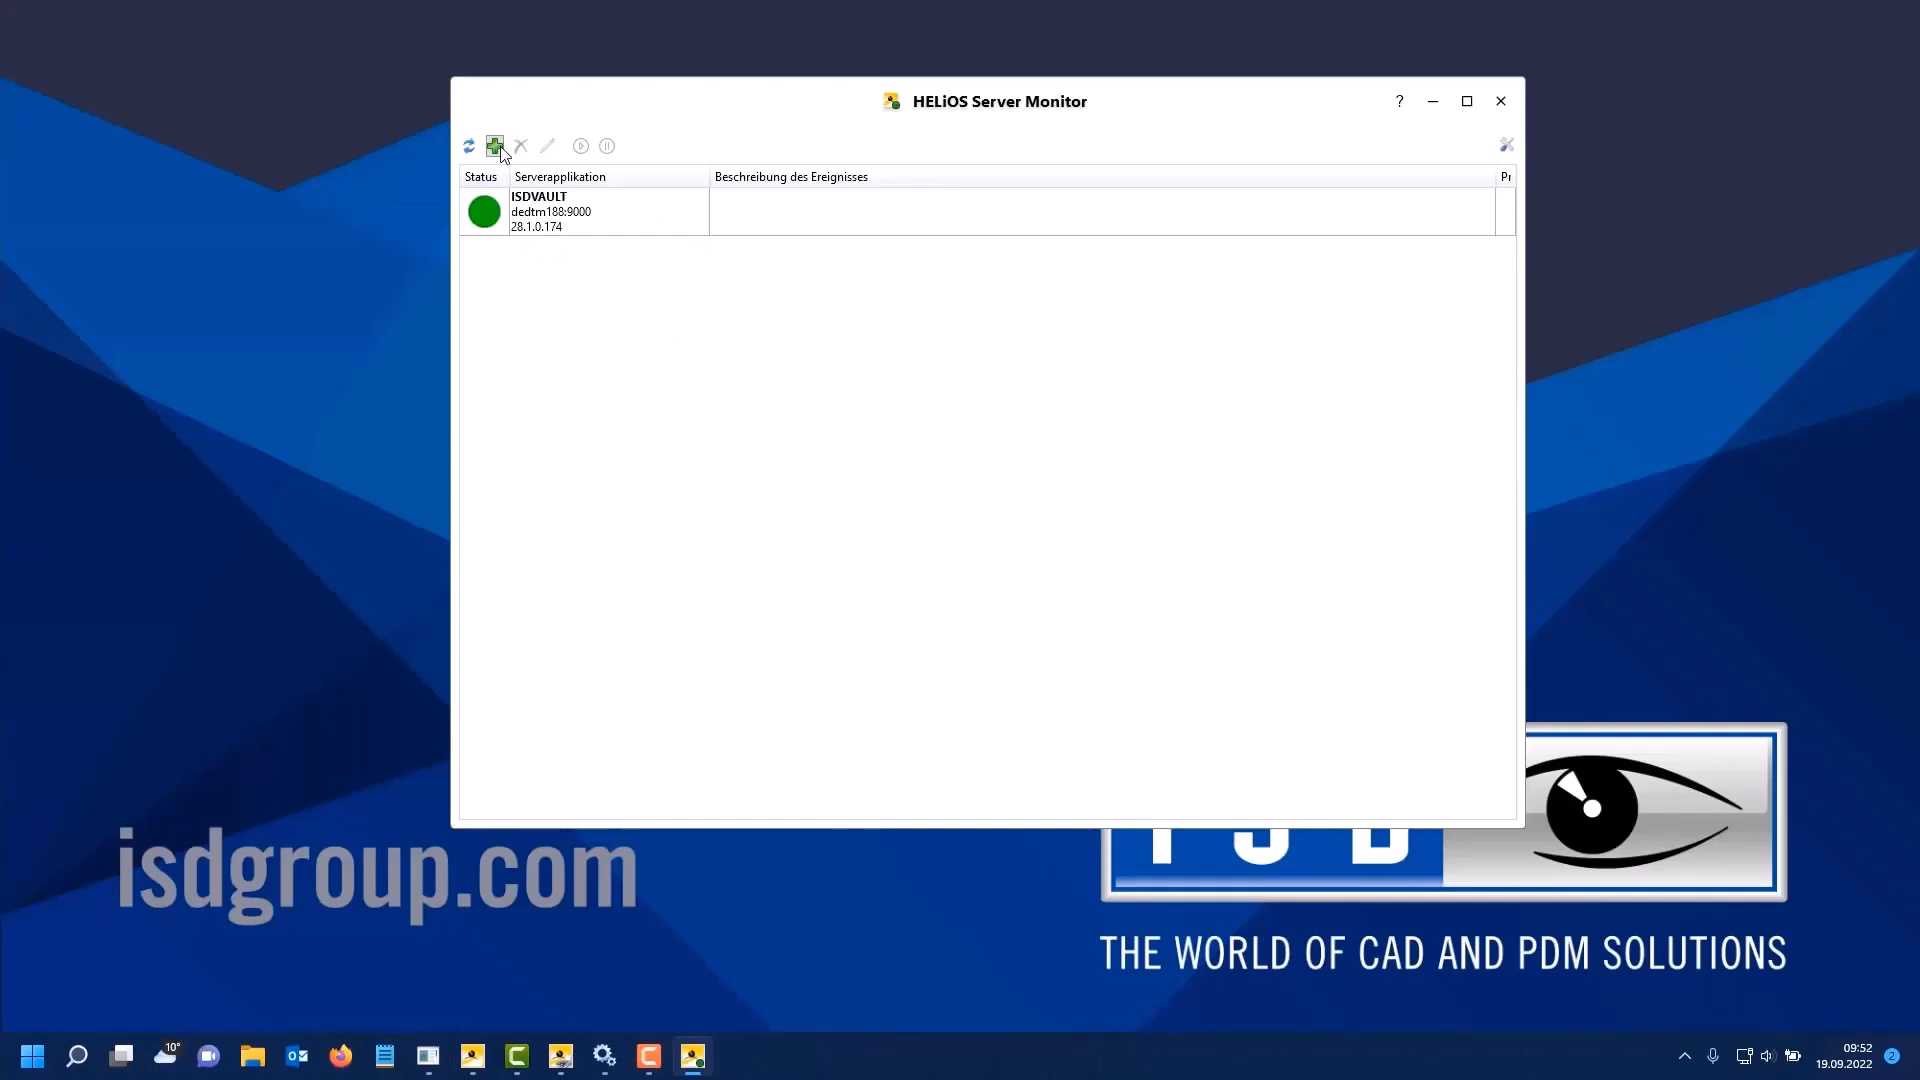 HELiOS Server Monitor
?
Status Serverapplikation Beschreibung des Ereignisses
ISDVAULT
dedtm188:9000
28.1.0.174
isdgroup.com
THE WORLD OF CAD AND PDM SOLUTIONS
10°
09:52
19.09.2022
2